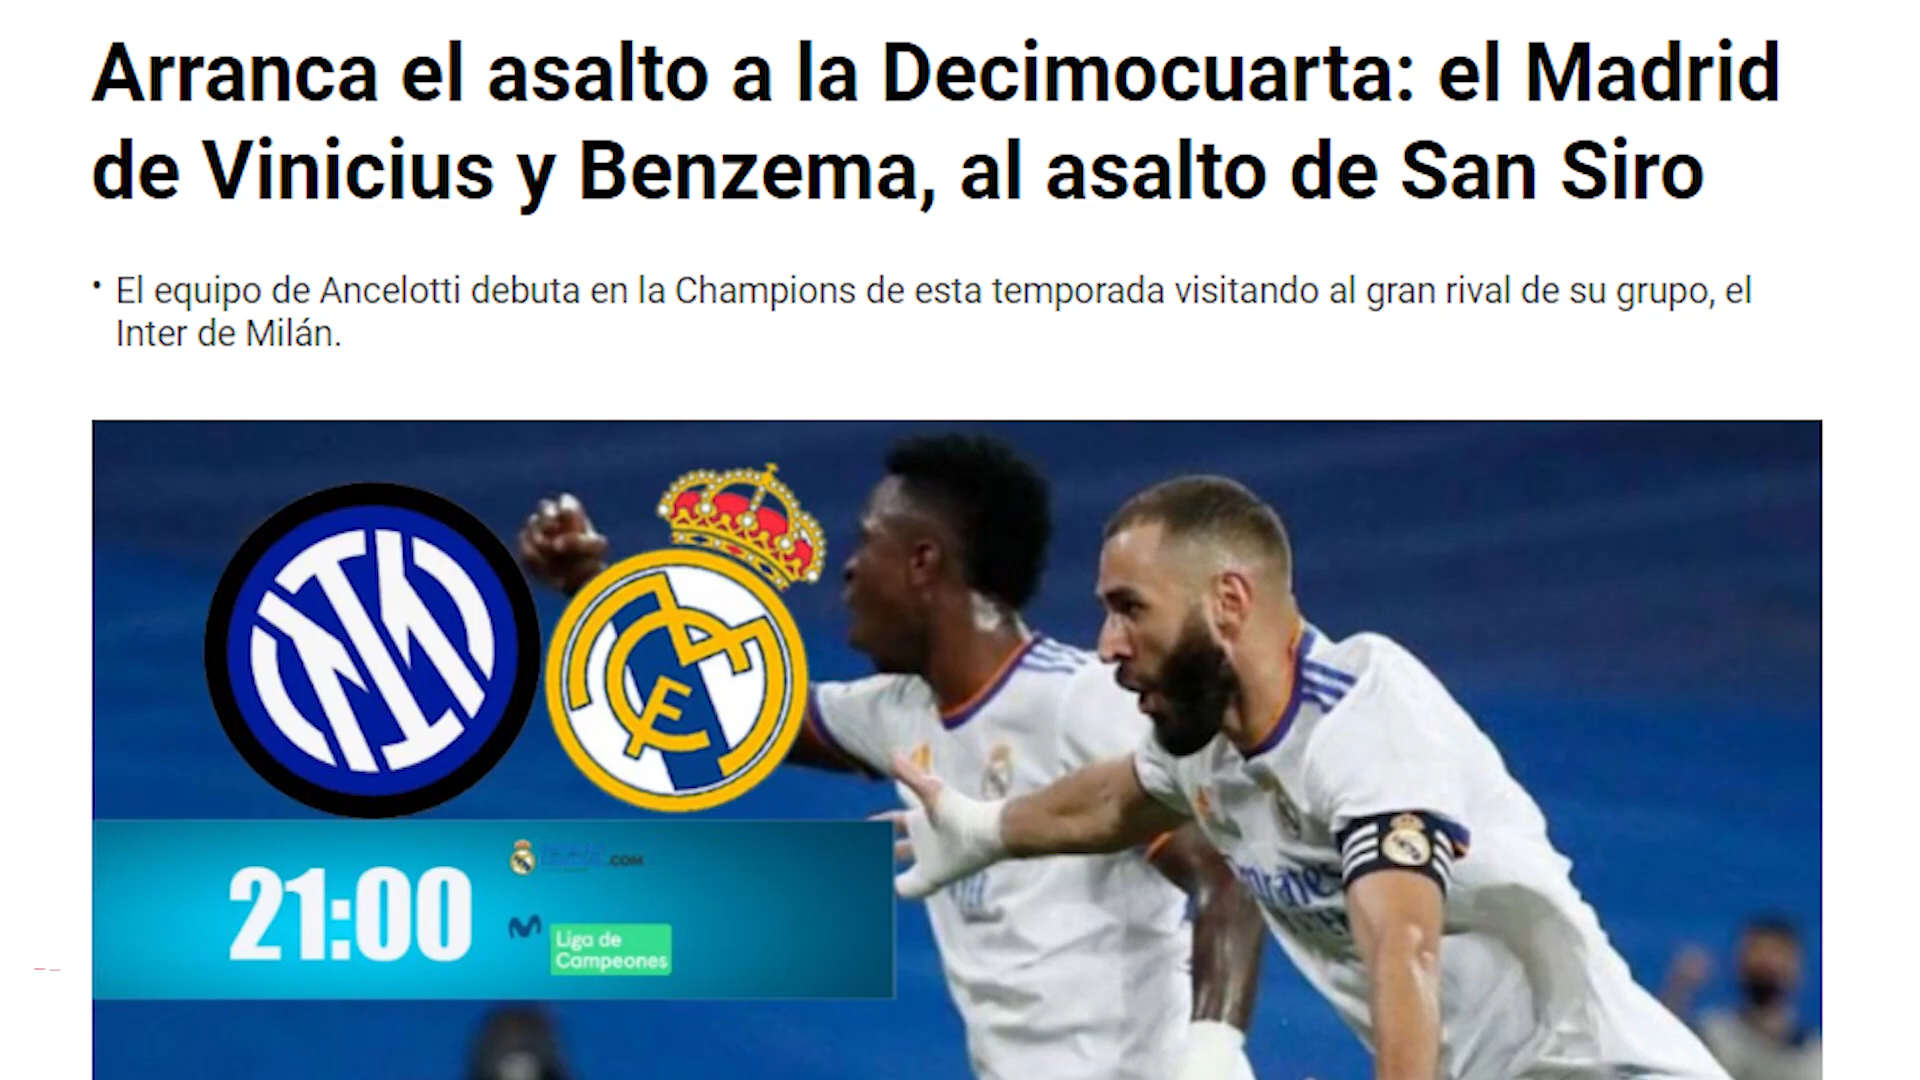 Arranca el asalto a la Decimocuarta: el Madrid
de Vinicius y Benzema, al asalto de San Siro
• El equipo de Ancelotti debuta en la Champions de esta temporada visitando al gran rival de su grupo, el
Inter de Milán.
21:00
.COM
Liga de
Campeones